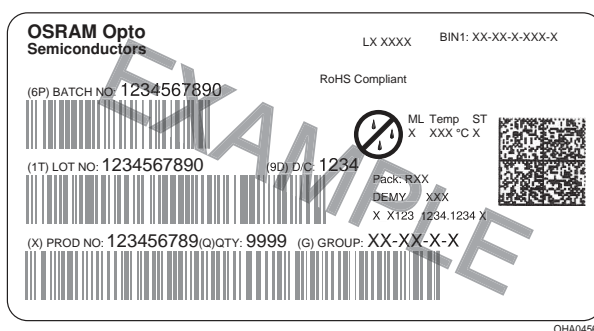 OSRAM Opto
Semiconductors
LX XXXX
BIN1: XX-XX-X-XXX-X
RoHS Compliant
(6P) BATCH NO: 1234567890
ML Temp ST
X XXX °C X
(1T) LOT NO: 1234567890
(9D) D/C: 1234
Pack: RXX
DEMY XXX
X X123 1234.1234 X
(X) PROD NO: 123456789(Q)QTY: 9999 (G) GROUP: XX-XX-X-X
EXAMPLE